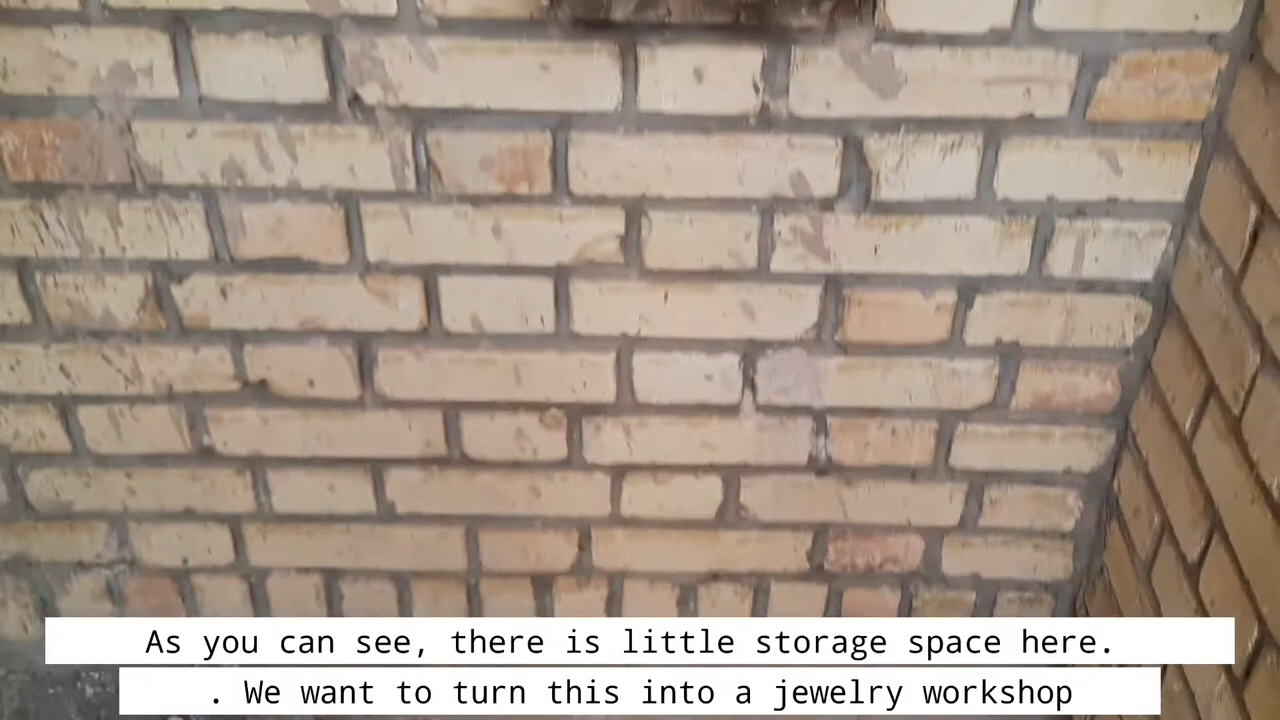 As you can see, there is little storage space here.
. We want to turn this into a jewelry workshop